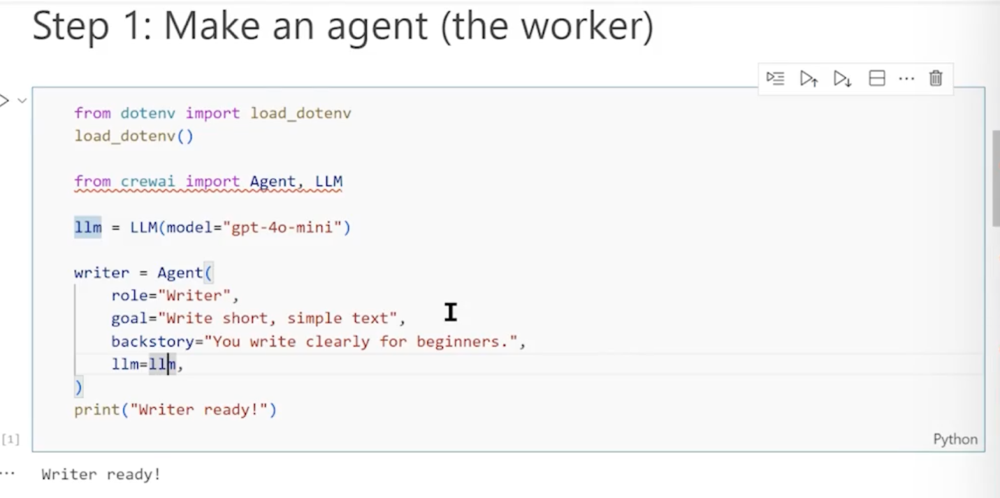 Step 1: Make an agent (the worker)
from dotenv import load_dotenv
load_dotenv()
from crewai import Agent, LLM
llm = LLM(model="gpt-4o-mini")
writer = Agent(
    role="Writer",
    goal="Write short, simple text",
    backstory="You write clearly for beginners.",
    llm=llm,
)
print("Writer ready!")
[1]
Python
Writer ready!